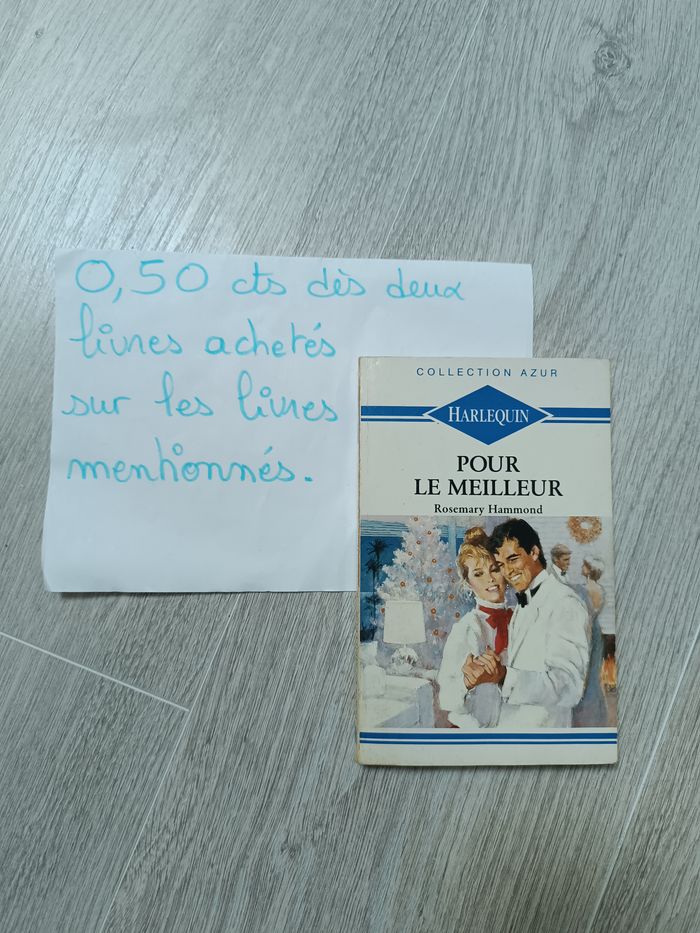 0,50 cts dès deux
livres achetés
sur les livres
mentionnés.
COLLECTION AZUR
HARLEQUIN
POUR
LE MEILLEUR
Rosemary Hammond